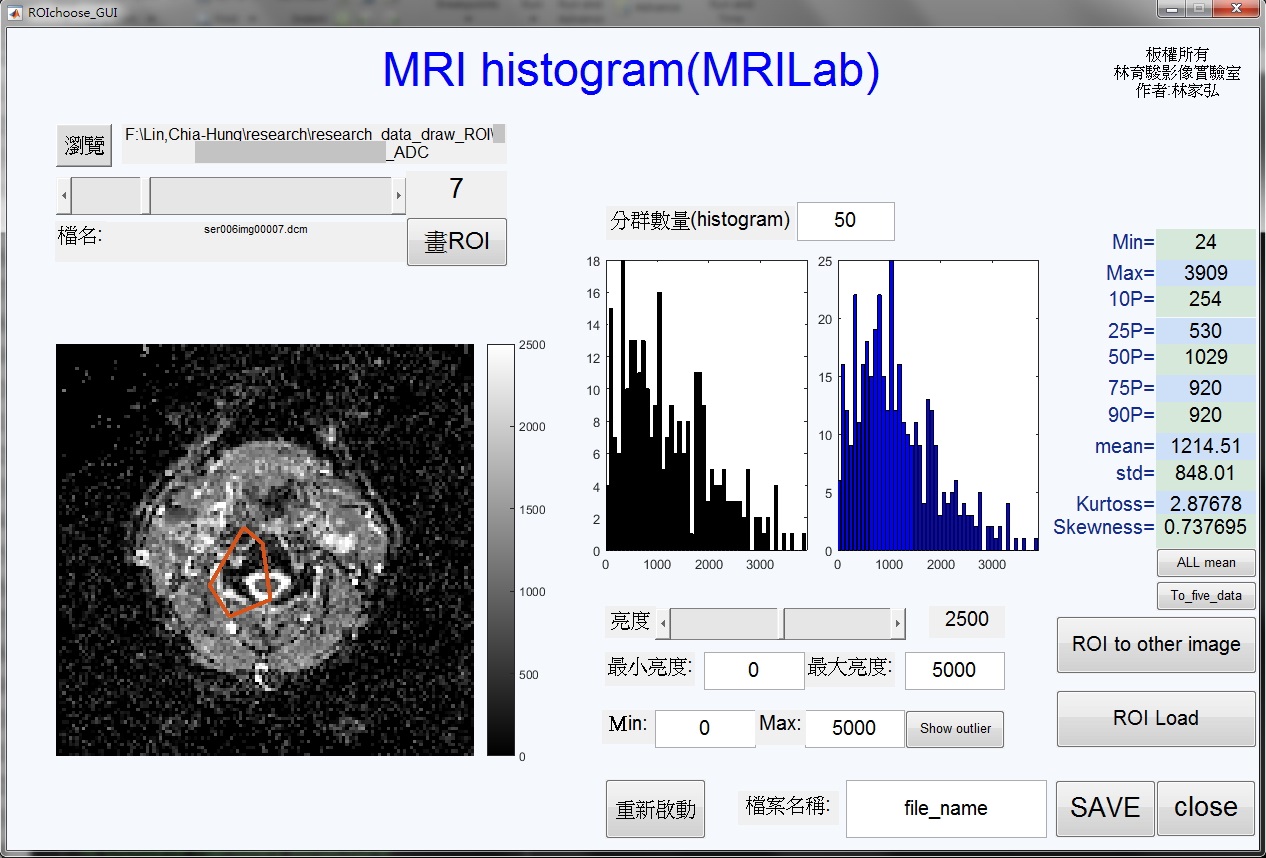 ROIchoose_GUI
MRI histogram(MRILab)
板權所有
林育駿影像實驗室
作者:林家弘
瀏覽
F:\Lin,Chia-Hung\research\research_data_draw_ROI\
_ADC
7
檔名:
ser006img00007.dcm
畫ROI
分群數量(histogram)
50
2500
2000
1500
1000
500
0
18
16
14
12
10
8
6
4
2
0
0
1000
2000
3000
25
20
15
10
5
0
0
1000
2000
3000
Min= 24
Max= 3909
10P= 254
25P= 530
50P= 1029
75P= 920
90P= 920
mean= 1214.51
std= 848.01
Kurtoss= 2.87678
Skewness= 0.737695
ALL mean
To_five_data
亮度
2500
最小亮度:
0
最大亮度:
5000
Min:
0
Max:
5000
Show outlier
ROI to other image
ROI Load
重新啟動
檔案名稱:
file_name
SAVE
close